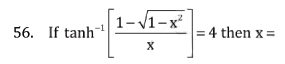 56. If tanh⁻¹ [ (1−√(1−x²)) / x ] = 4 then x =